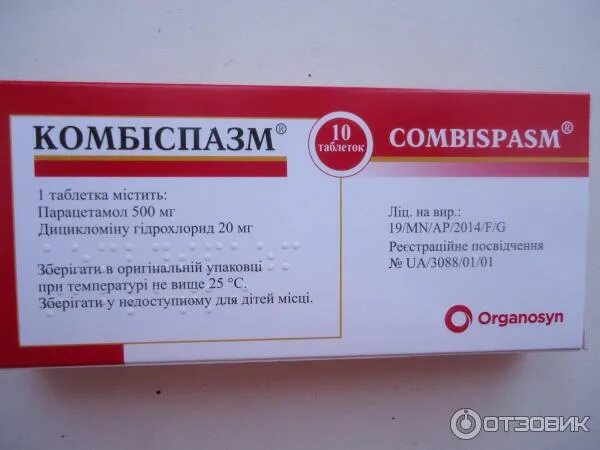 КОМБІСПАЗМ®
10
таблеток
COMBISPASM®
1 таблетка містить:
Парацетамол 500 мг
Дицикломіну гідрохлорид 20 мг
Зберігати в оригінальній упаковці
при температурі не вище 25 °С.
Зберігати у недоступному для дітей місці.
Ліц. на вир.:
19/MN/AP/2014/F/G
Реєстраційне посвідчення
№ UA/3088/01/01
Organosyn
ОТЗОВИК